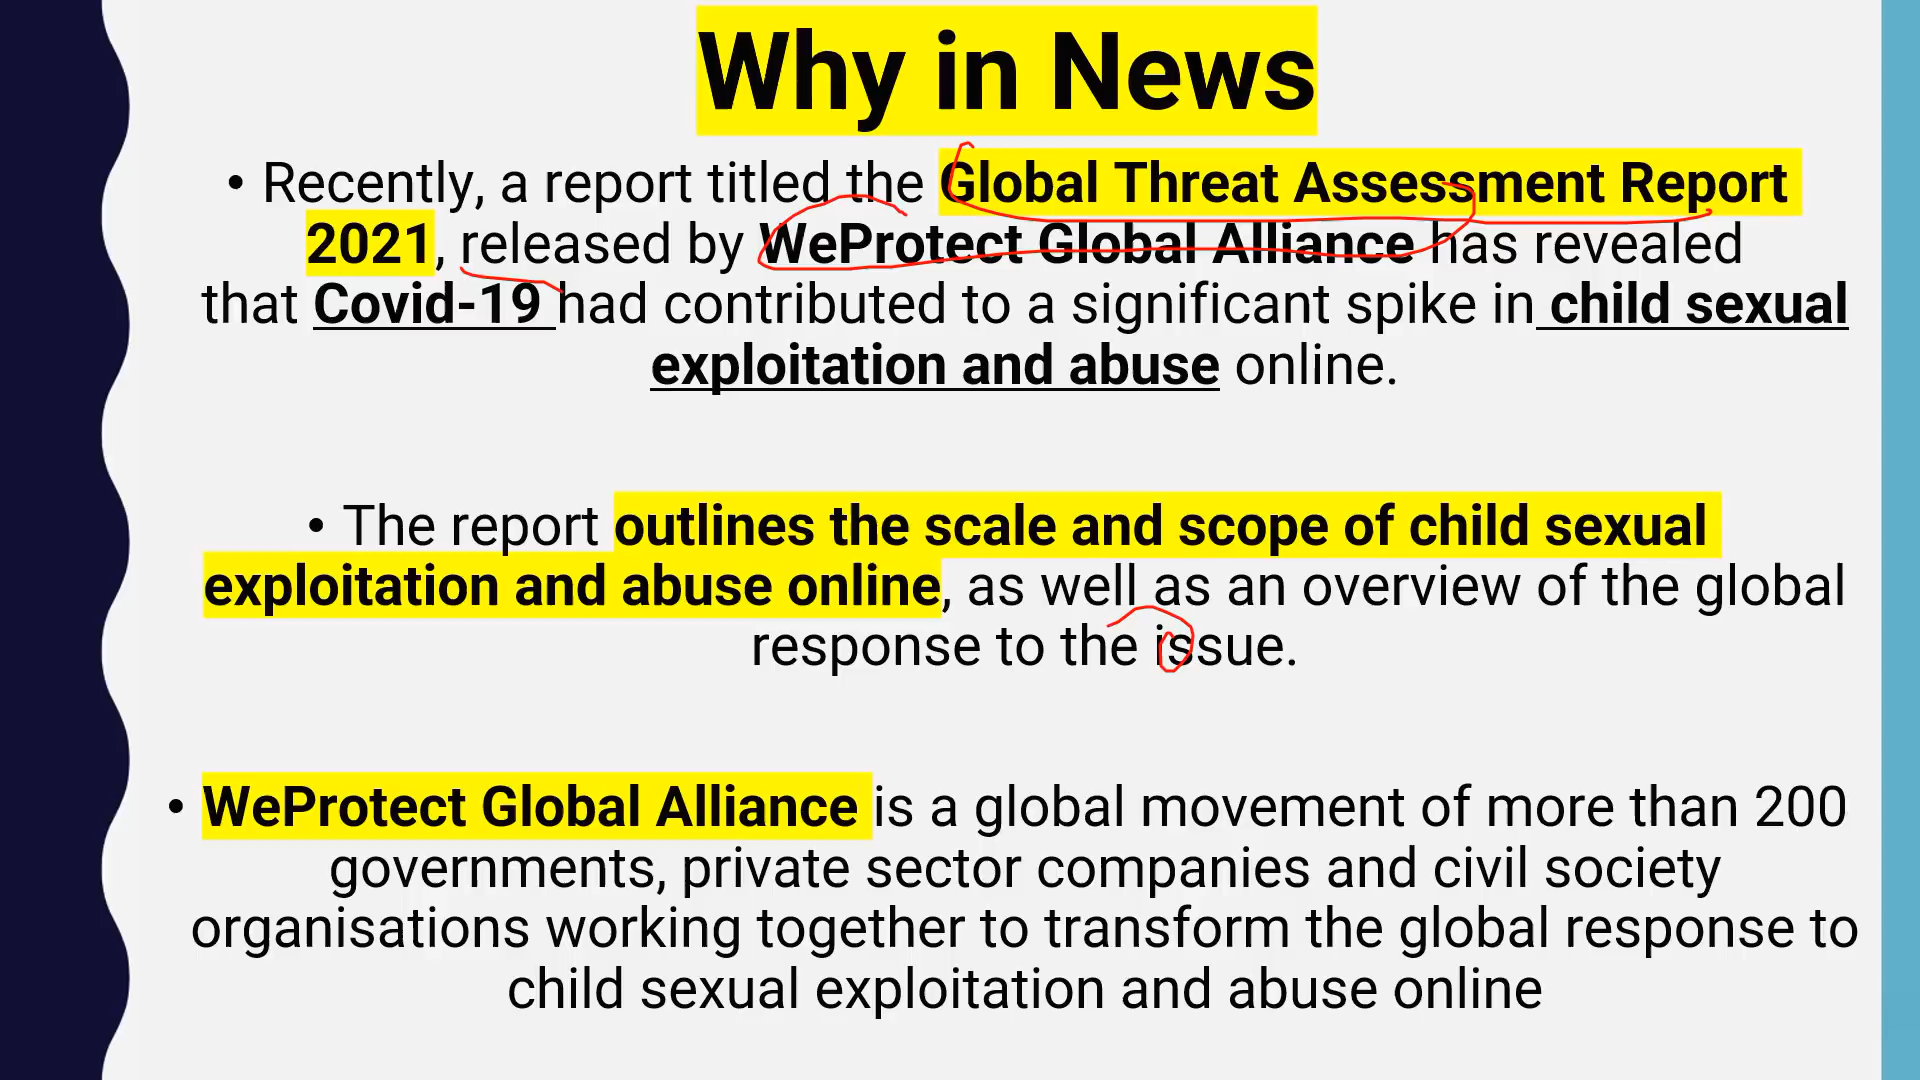 Why in News
• Recently, a report titled the Global Threat Assessment Report
2021, released by WeProtect Global Alliance has revealed
that Covid-19 had contributed to a significant spike in child sexual
exploitation and abuse online.
• The report outlines the scale and scope of child sexual
exploitation and abuse online, as well as an overview of the global
response to the issue.
• WeProtect Global Alliance is a global movement of more than 200
governments, private sector companies and civil society
organisations working together to transform the global response to
child sexual exploitation and abuse online